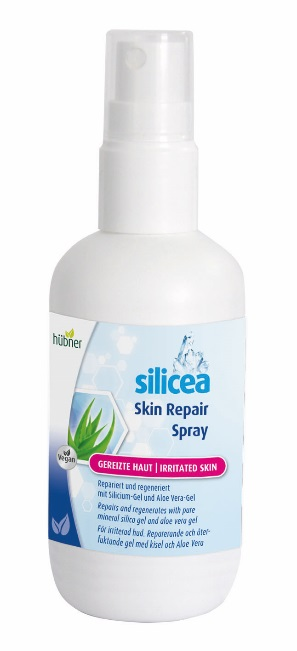 hübner
silicea
Skin Repair
Spray
Vegan
GEREIZTE HAUT | IRRITATED SKIN
Repariert und regeneriert
mit Silicium-Gel und Aloe Vera-Gel
Repairs and regenerates with pure
mineral silica gel and aloe vera gel
För irriterad hud. Reparerande och åter-
fuktande gel med kisel och Aloe Vera